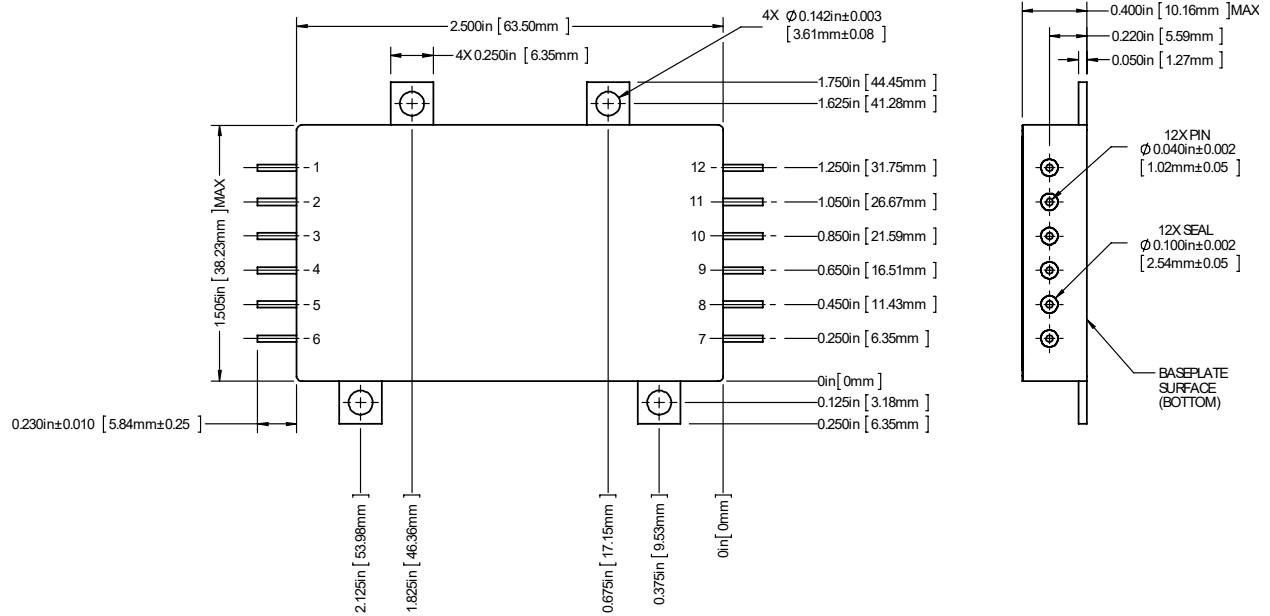 2.500in [ 63.50mm ]
4X Ø 0.142in±0.003
[ 3.61mm±0.08 ]
4X 0.250in [ 6.35mm ]
1.750in [ 44.45mm ]
1.625in [ 41.28mm ]
1.505in [ 38.23mm ] MAX
1
2
3
4
5
6
12
11
10
9
8
7
1.250in [ 31.75mm ]
1.050in [ 26.67mm ]
0.850in [ 21.59mm ]
0.650in [ 16.51mm ]
0.450in [ 11.43mm ]
0.250in [ 6.35mm ]
0in [ 0mm ]
0.125in [ 3.18mm ]
0.250in [ 6.35mm ]
0.230in±0.010 [ 5.84mm±0.25 ]
2.125in [ 53.98mm ]
1.825in [ 46.36mm ]
0.675in [ 17.15mm ]
0.375in [ 9.53mm ]
0in [ 0mm ]
0.400in [ 10.16mm ] MAX
0.220in [ 5.59mm ]
0.050in [ 1.27mm ]
12X PIN
Ø 0.040in±0.002
[ 1.02mm±0.05 ]
12X SEAL
Ø 0.100in±0.002
[ 2.54mm±0.05 ]
BASEPLATE
SURFACE
(BOTTOM)